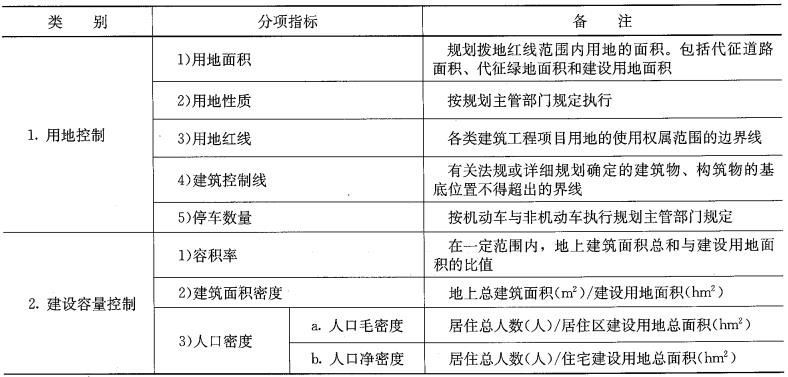 类 别 分项指标 备 注
1. 用地控制
1)用地面积
规划拨地红线范围内用地的面积。包括代征道路
面积、代征绿地面积和建设用地面积
2)用地性质
按规划主管部门规定执行
3)用地红线
各类建筑工程项目用地的使用权属范围的边界线
4)建筑控制线
有关法规或详细规划确定的建筑物、构筑物的基
底位置不得超出的界线
5)停车数量
按机动车与非机动车执行规划主管部门规定
2. 建设容量控制
1)容积率
在一定范围内，地上建筑面积总和与建设用地面
积的比值
2)建筑面积密度
地上总建筑面积(m²)/建设用地面积(hm²)
3)人口密度
a. 人口毛密度
居住总人数(人)/居住区建设用地总面积(hm²)
b. 人口净密度
居住总人数(人)/住宅建设用地总面积(hm²)